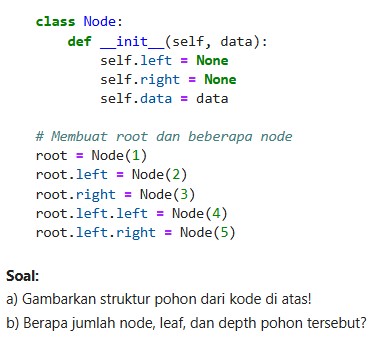 class Node:
    def __init__(self, data):
        self.left = None
        self.right = None
        self.data = data
# Membuat root dan beberapa node
root = Node(1)
root.left = Node(2)
root.right = Node(3)
root.left.left = Node(4)
root.left.right = Node(5)
Soal:
a) Gambarkan struktur pohon dari kode di atas!
b) Berapa jumlah node, leaf, dan depth pohon tersebut?